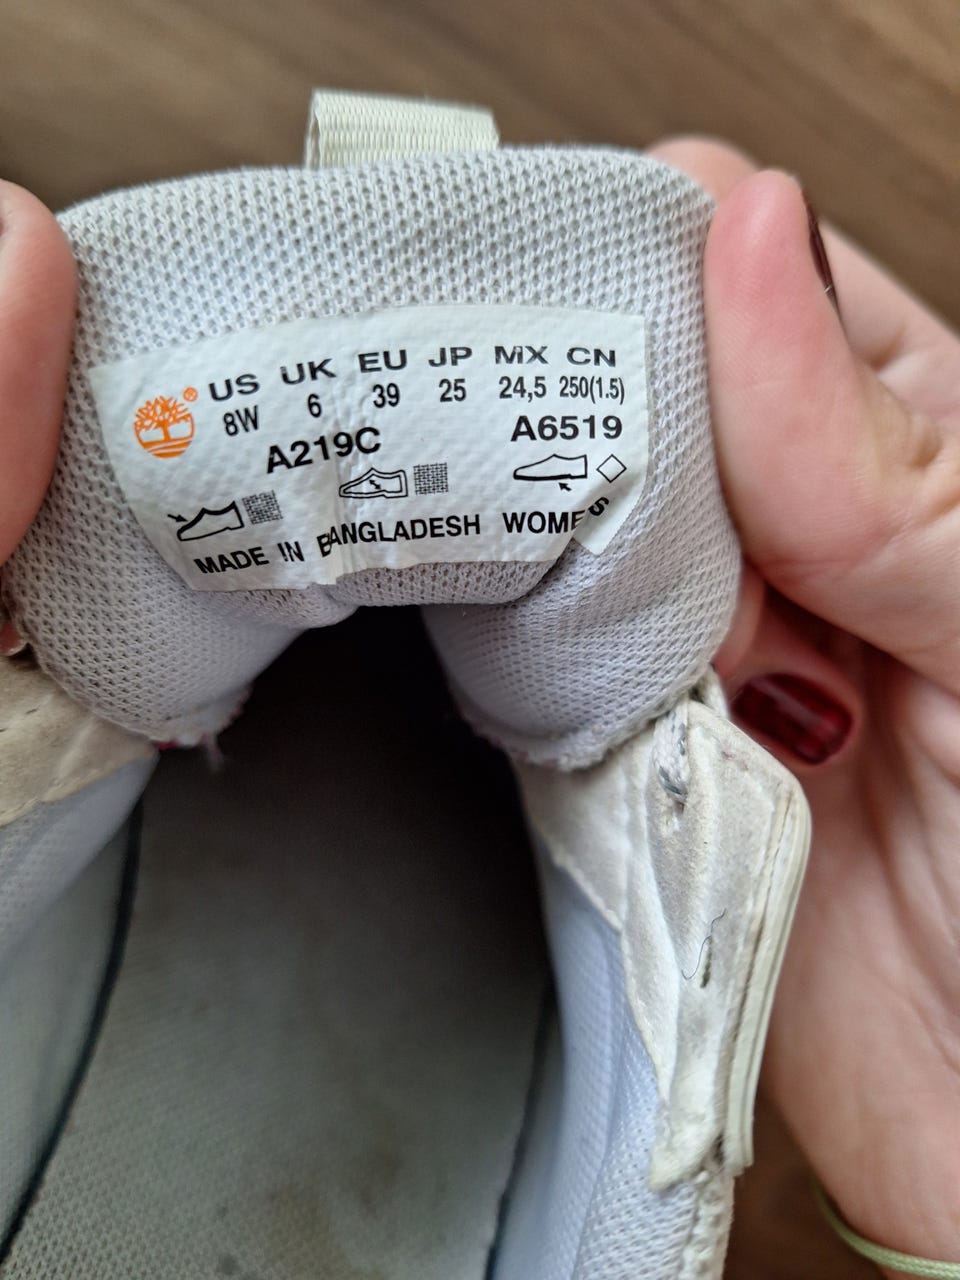 US UK EU JP MX CN
8W 6 39 25 24,5 250(1.5)
A219C A6519
MADE IN BANGLADESH WOMES